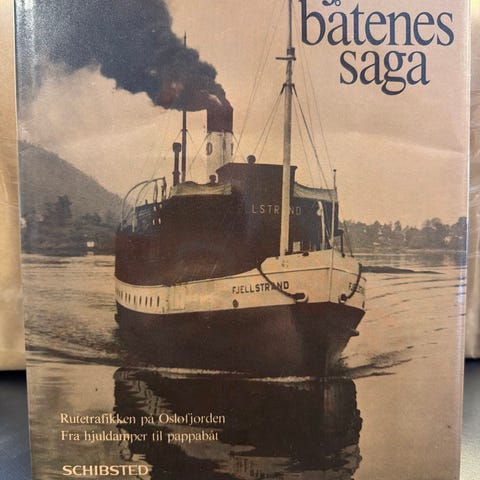 båtenes
saga
FJELLSTRAND
FJELLSTRAND
Rutetrafikken på Oslofjorden
Fra hjuldamper til pappabåt
SCHIBSTED